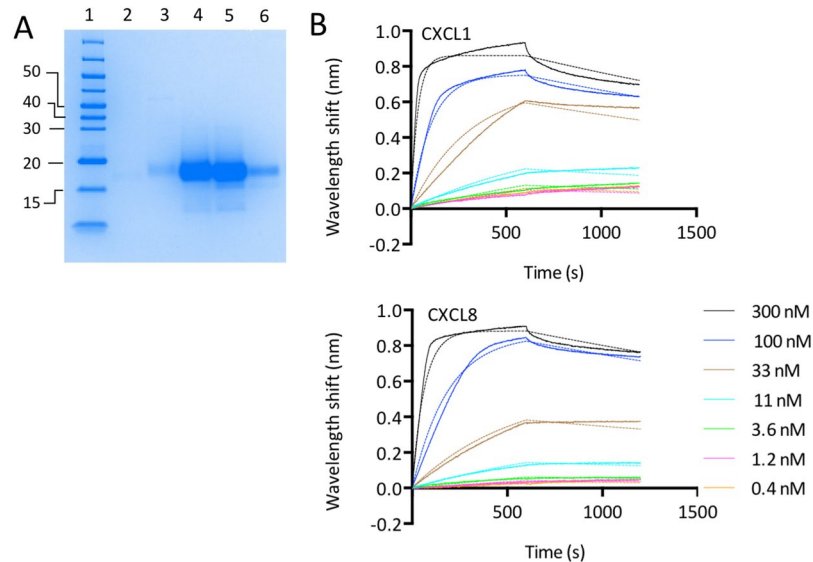 A
1 2 3 4 5 6
50
40
30
20
15
B
CXCL1
Wavelength shift (nm)
1.0
0.8
0.6
0.4
0.2
0.0
-0.2
500 1000 1500
Time (s)
CXCL8
Wavelength shift (nm)
1.0
0.8
0.6
0.4
0.2
0.0
-0.2
500 1000 1500
Time (s)
300 nM
100 nM
33 nM
11 nM
3.6 nM
1.2 nM
0.4 nM